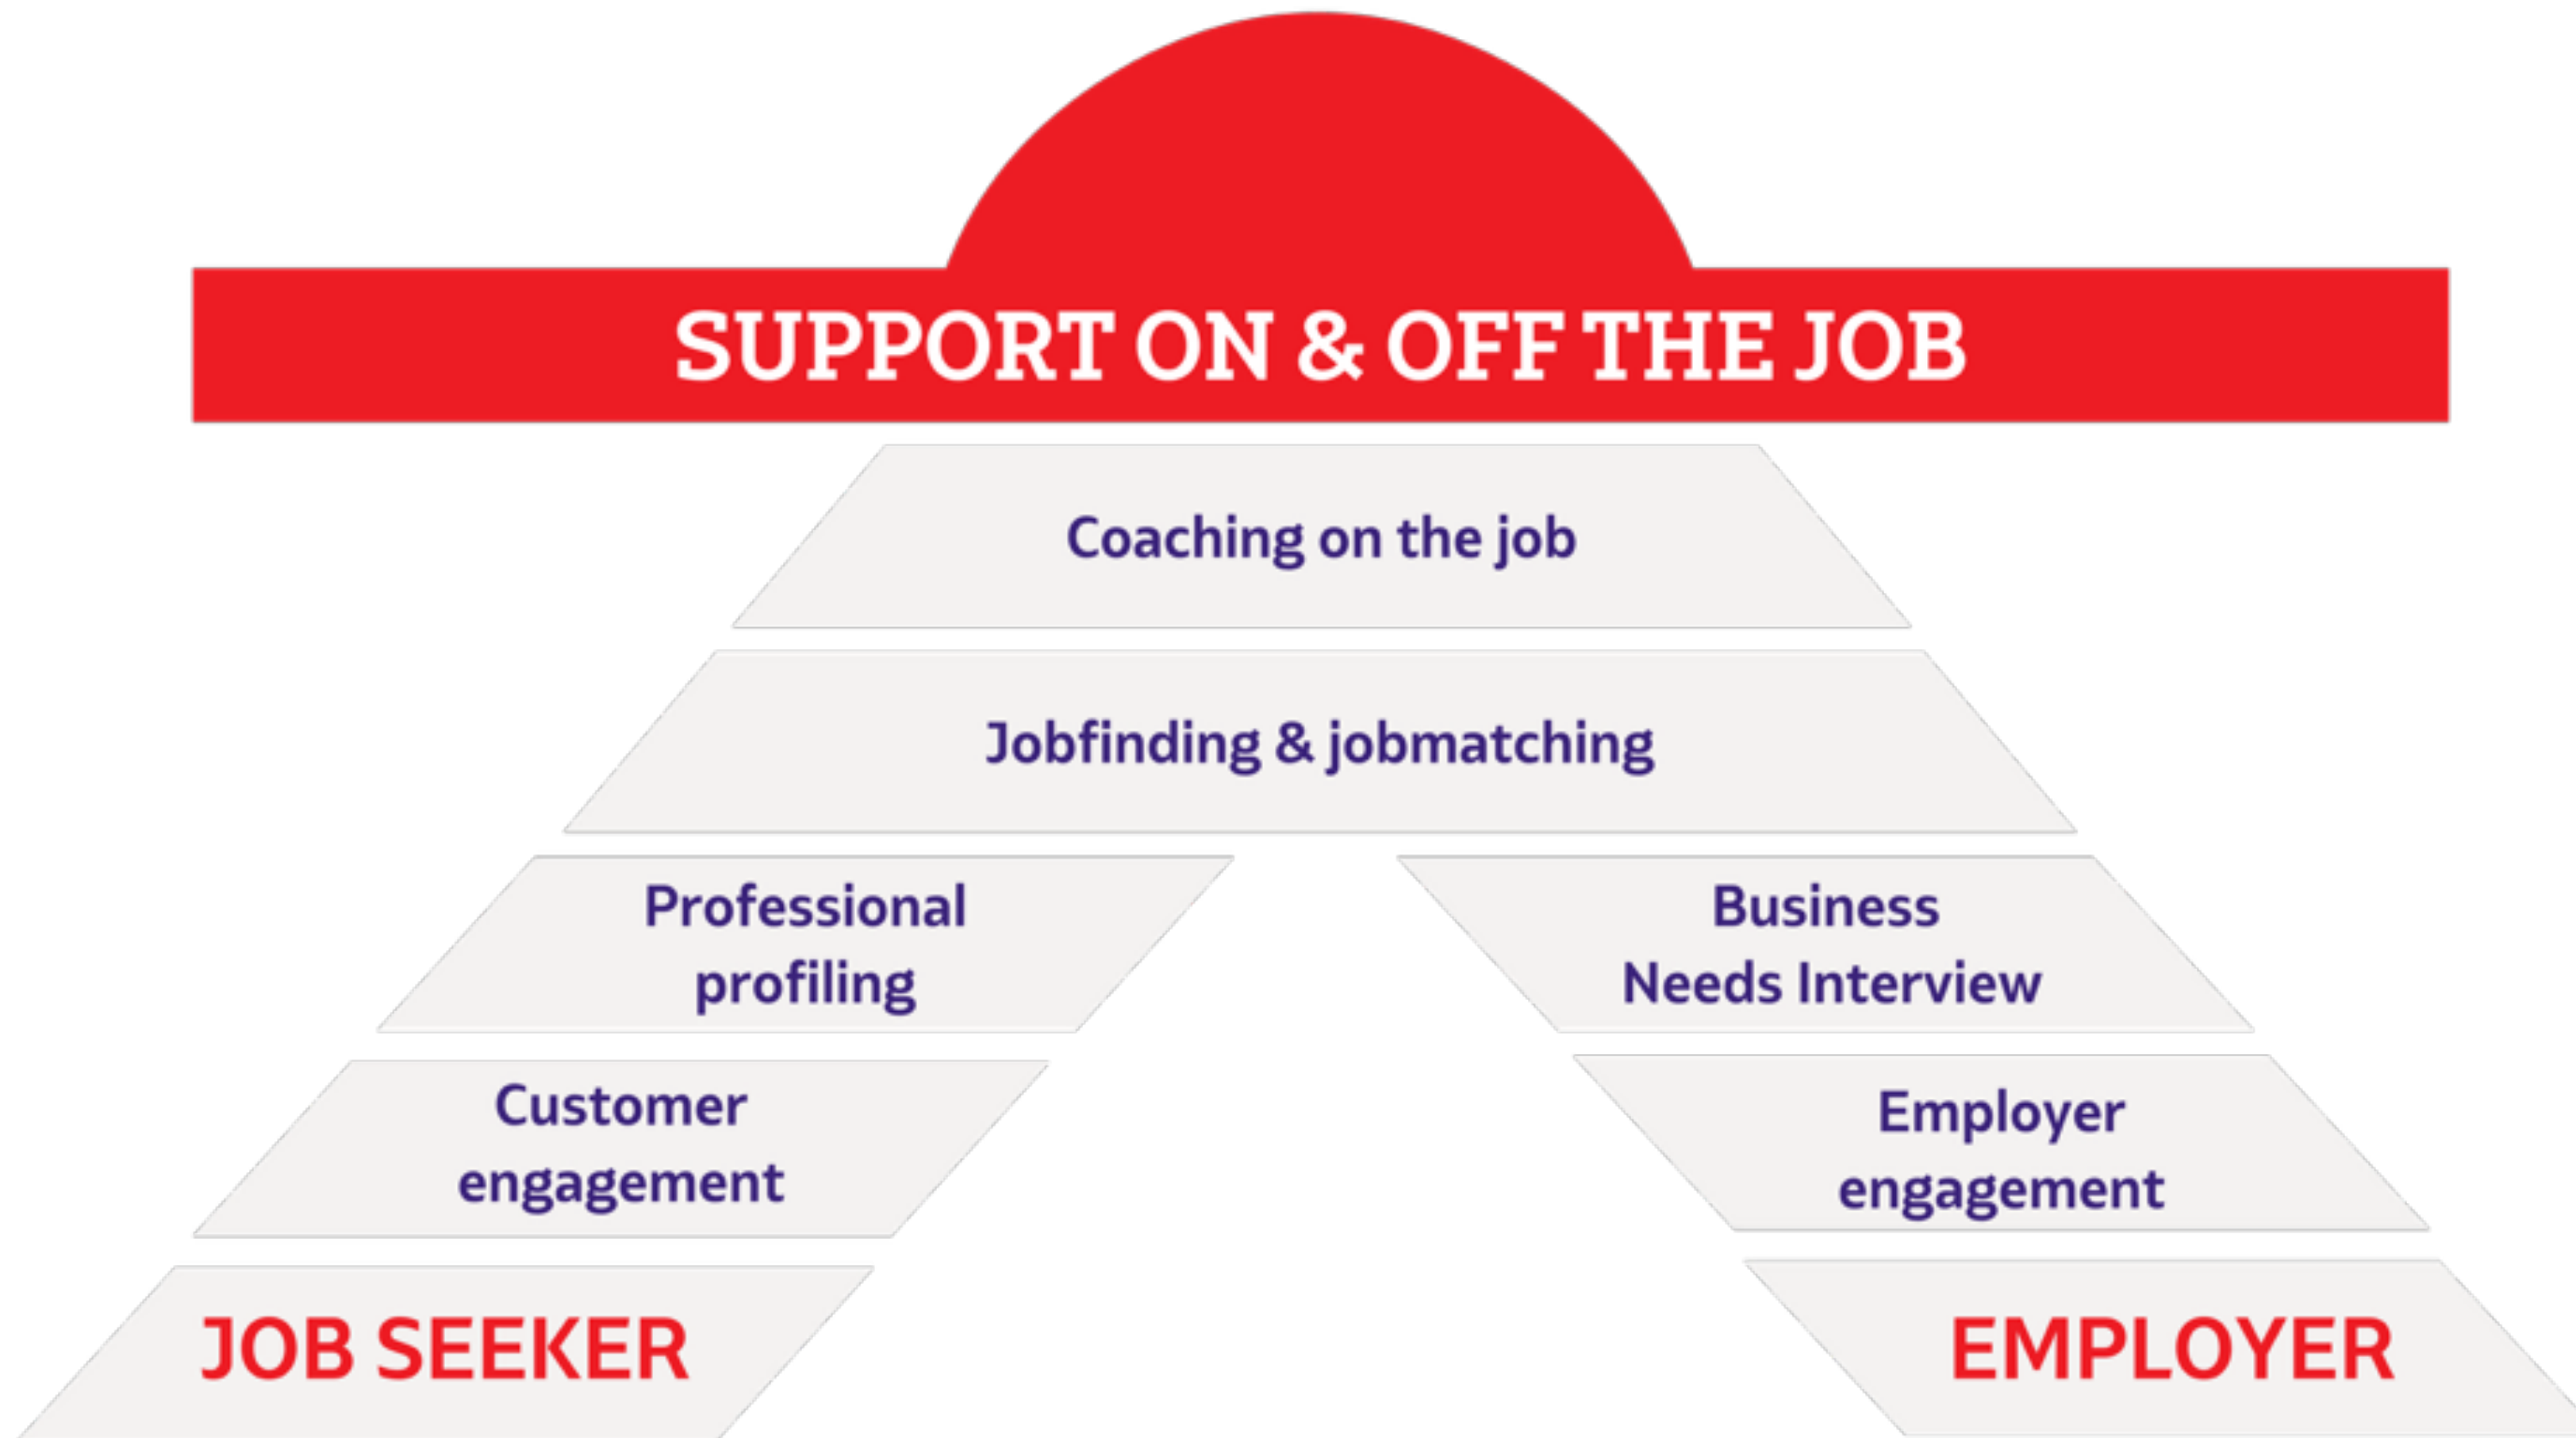 SUPPORT ON & OFF THE JOB
Coaching on the job
Jobfinding & jobmatching
Professional
profiling
Business
Needs Interview
Customer
engagement
Employer
engagement
JOB SEEKER
EMPLOYER